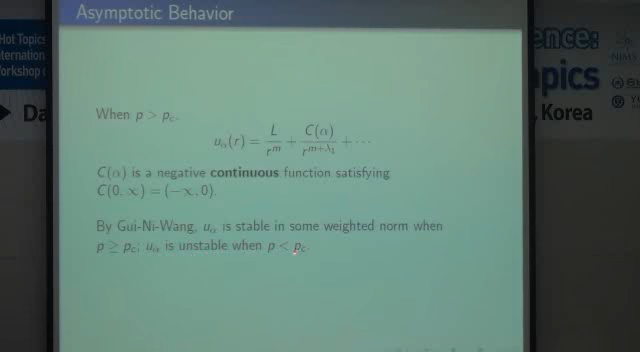 Asymptotic Behavior
Hot Topics
ence:
NIMS
pics
Da
, Korea
When p > p_c,
u_α(r) = L/r^m + C(α)/r^{m+λ_1} + ···
C(α) is a negative continuous function satisfying
C(0, ∞) = (−∞, 0).
By Gui-Ni-Wang, u_α is stable in some weighted norm when
p ≥ p_c; u_α is unstable when p < p_c.